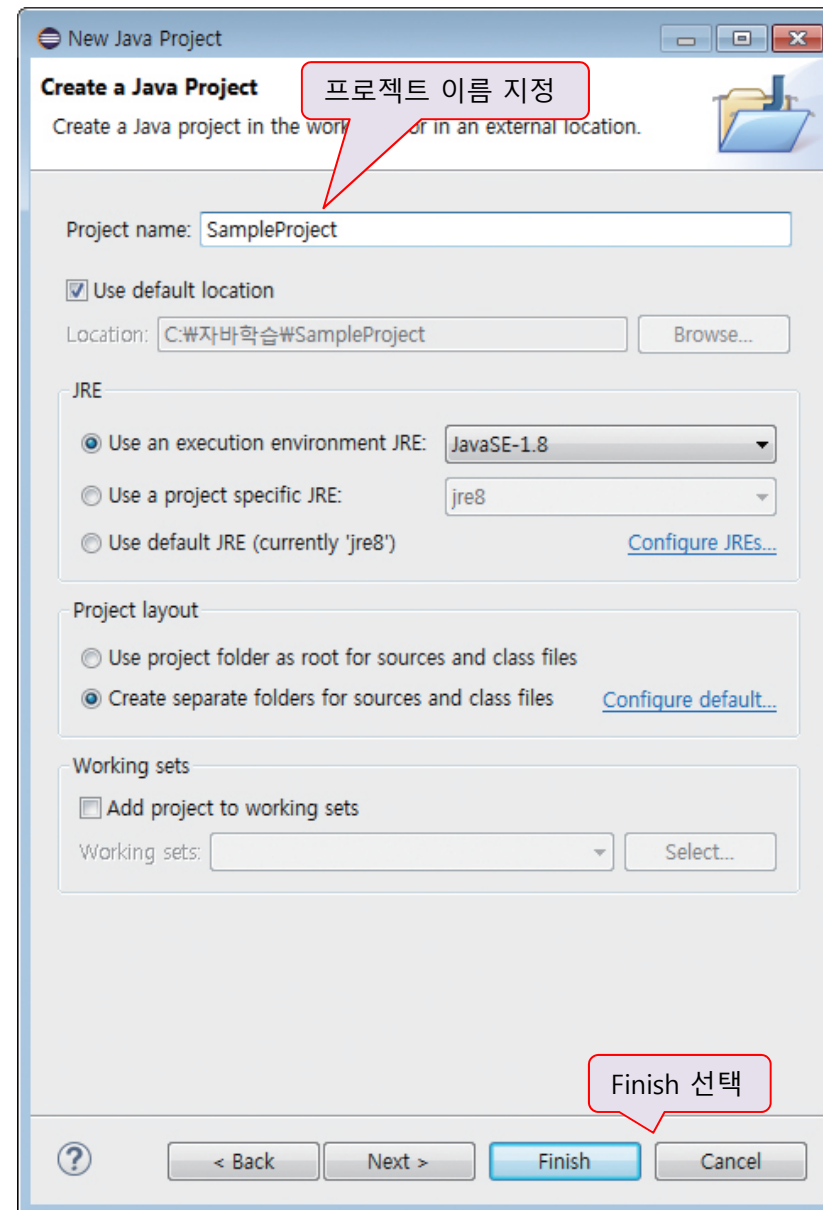 New Java Project
Create a Java Project
프로젝트 이름 지정
Create a Java project in the work or in an external location.
Project name: SampleProject
Use default location
Location: C:₩자바학습₩SampleProject Browse...
JRE
Use an execution environment JRE: JavaSE-1.8
Use a project specific JRE: jre8
Use default JRE (currently 'jre8') Configure JREs...
Project layout
Use project folder as root for sources and class files
Create separate folders for sources and class files Configure default...
Working sets
Add project to working sets
Working sets: Select...
Finish 선택
? < Back Next > Finish Cancel